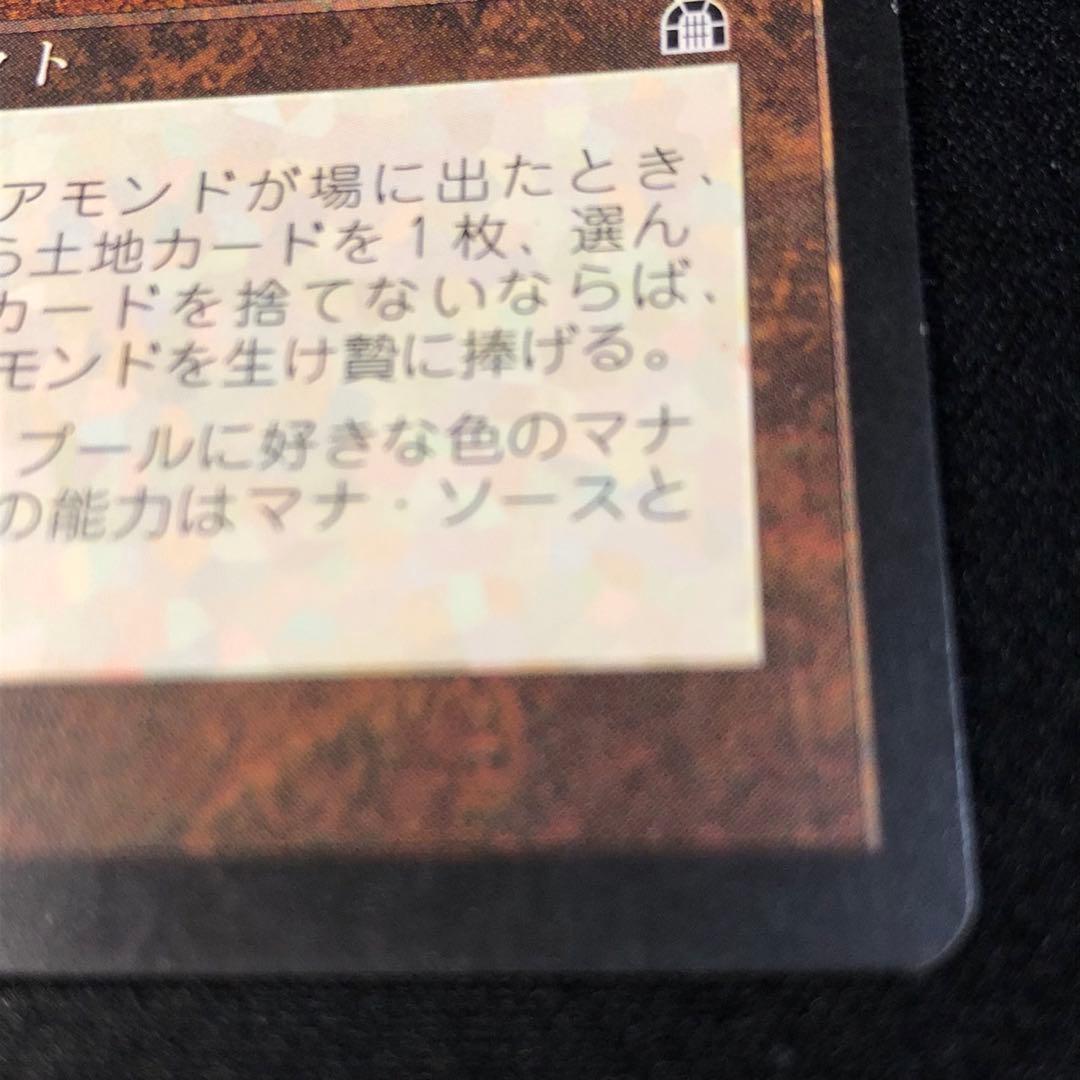 ント
アモンドが場に出たとき、
ら土地カードを1枚、選ん
カードを捨てないならば、
モンドを生け贄に捧げる。
プールに好きな色のマナ
の能力はマナ・ソースと